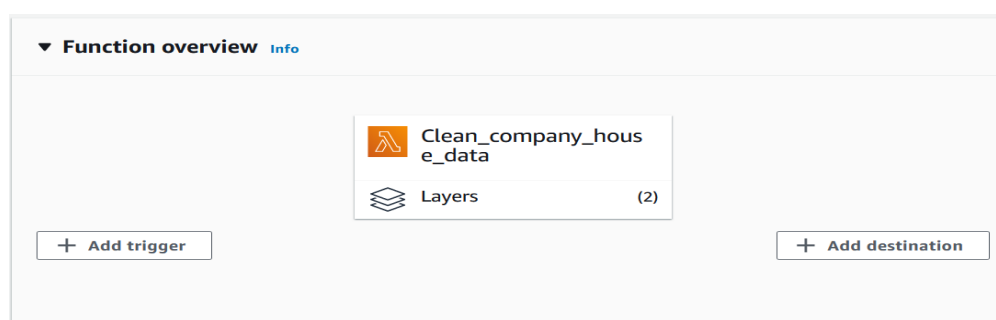 Function overview Info
Clean_company_hous
e_data
Layers (2)
+ Add trigger
+ Add destination